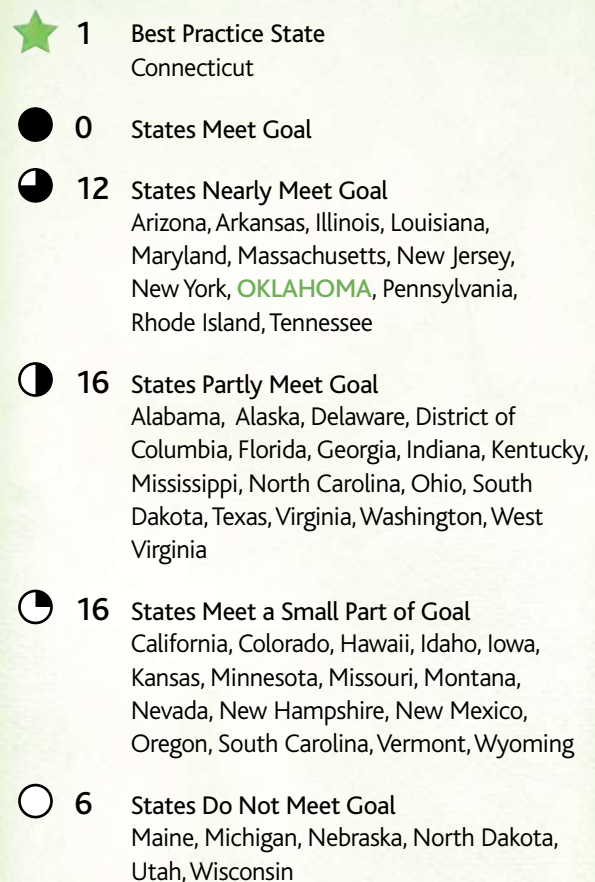 1 Best Practice State
Connecticut
0 States Meet Goal
12 States Nearly Meet Goal
Arizona, Arkansas, Illinois, Louisiana,
Maryland, Massachusetts, New Jersey,
New York, OKLAHOMA, Pennsylvania,
Rhode Island, Tennessee
16 States Partly Meet Goal
Alabama, Alaska, Delaware, District of
Columbia, Florida, Georgia, Indiana, Kentucky,
Mississippi, North Carolina, Ohio, South
Dakota, Texas, Virginia, Washington, West
Virginia
16 States Meet a Small Part of Goal
California, Colorado, Hawaii, Idaho, Iowa,
Kansas, Minnesota, Missouri, Montana,
Nevada, New Hampshire, New Mexico,
Oregon, South Carolina, Vermont, Wyoming
6 States Do Not Meet Goal
Maine, Michigan, Nebraska, North Dakota,
Utah, Wisconsin